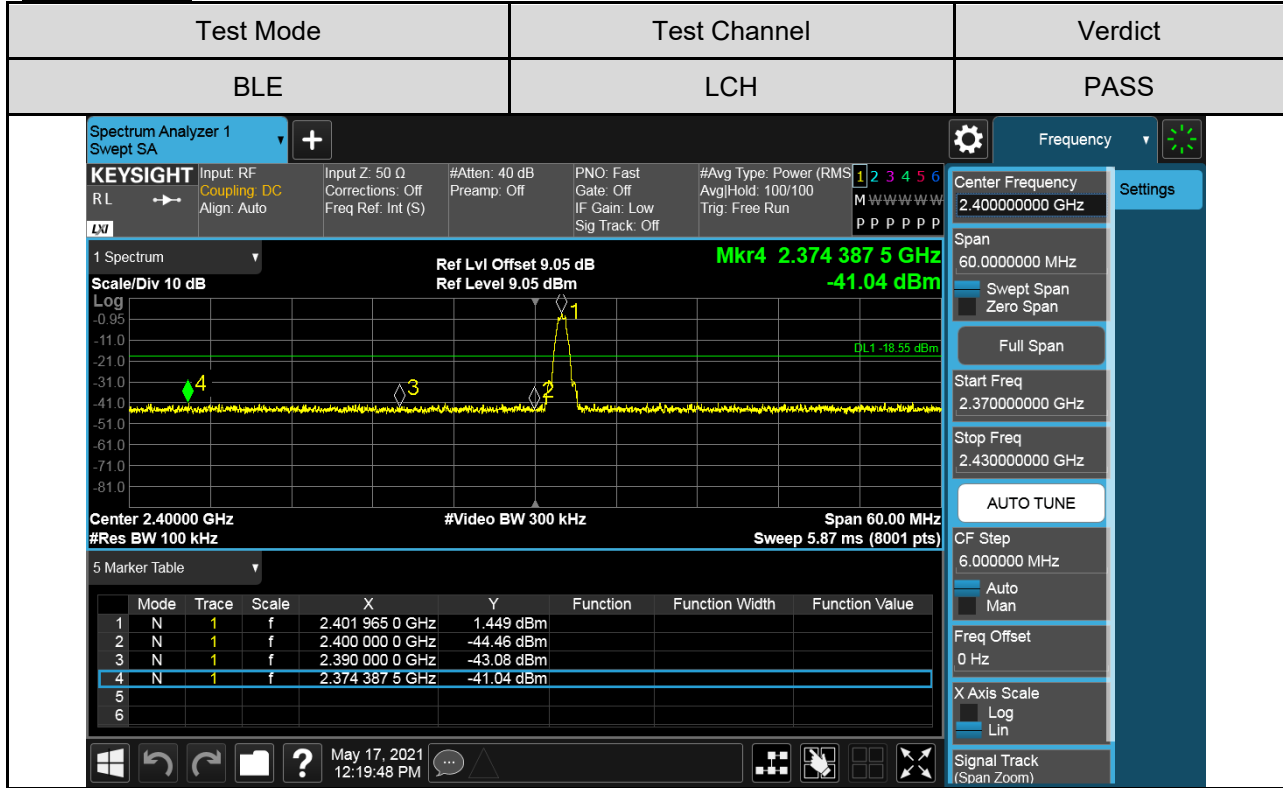 Test Mode Test Channel Verdict
BLE LCH PASS
Spectrum Analyzer 1
Swept SA
+
Frequency
KEYSIGHT
RL
LXI
Input: RF
Coupling: DC
Align: Auto
Input Z: 50 Ω
Corrections: Off
Freq Ref: Int (S)
#Atten: 40 dB
Preamp: Off
PNO: Fast
Gate: Off
IF Gain: Low
Sig Track: Off
#Avg Type: Power (RMS
Avg|Hold: 100/100
Trig: Free Run
1 2 3 4 5 6
M W W W W W
P P P P P P
1 Spectrum
Scale/Div 10 dB
Ref Lvl Offset 9.05 dB
Ref Level 9.05 dBm
Mkr4 2.374 387 5 GHz
-41.04 dBm
Log
-0.95
-11.0
-21.0
-31.0
-41.0
-51.0
-61.0
-71.0
-81.0
1
DL1 -18.55 dBm
4
3
2
Center 2.40000 GHz #Video BW 300 kHz Span 60.00 MHz
#Res BW 100 kHz Sweep 5.87 ms (8001 pts)
5 Marker Table
Mode Trace Scale X Y Function Function Width Function Value
1 N 1 f 2.401 965 0 GHz 1.449 dBm
2 N 1 f 2.400 000 0 GHz -44.46 dBm
3 N 1 f 2.390 000 0 GHz -43.08 dBm
4 N 1 f 2.374 387 5 GHz -41.04 dBm
5
6
?
May 17, 2021
12:19:48 PM
Center Frequency
2.400000000 GHz
Settings
Span
60.0000000 MHz
Swept Span
Zero Span
Full Span
Start Freq
2.370000000 GHz
Stop Freq
2.430000000 GHz
AUTO TUNE
CF Step
6.000000 MHz
Auto
Man
Freq Offset
0 Hz
X Axis Scale
Log
Lin
Signal Track
(Span Zoom)